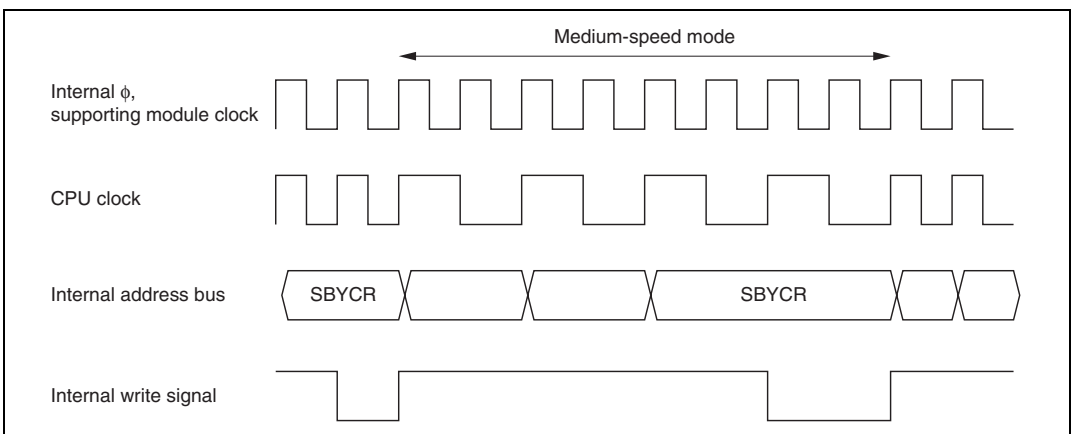 Medium-speed mode
Internal ϕ,
supporting module clock
CPU clock
Internal address bus
SBYCR
SBYCR
Internal write signal